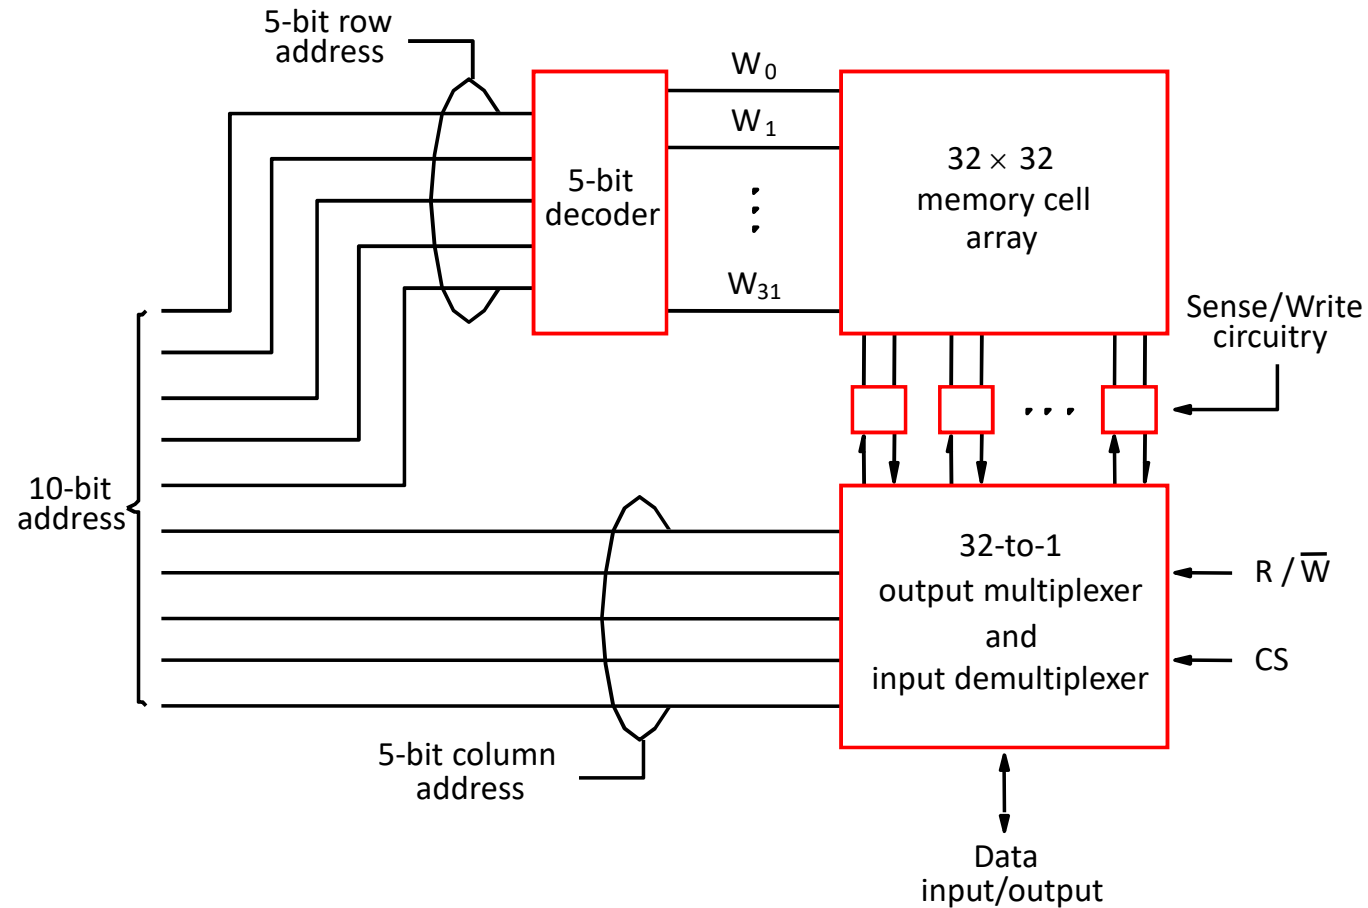 5-bit row
address
W0
W1
5-bit
decoder
32 × 32
memory cell
array
W31
Sense/Write
circuitry
10-bit
address
32-to-1
output multiplexer
and
input demultiplexer
R / W̅
CS
5-bit column
address
Data
input/output